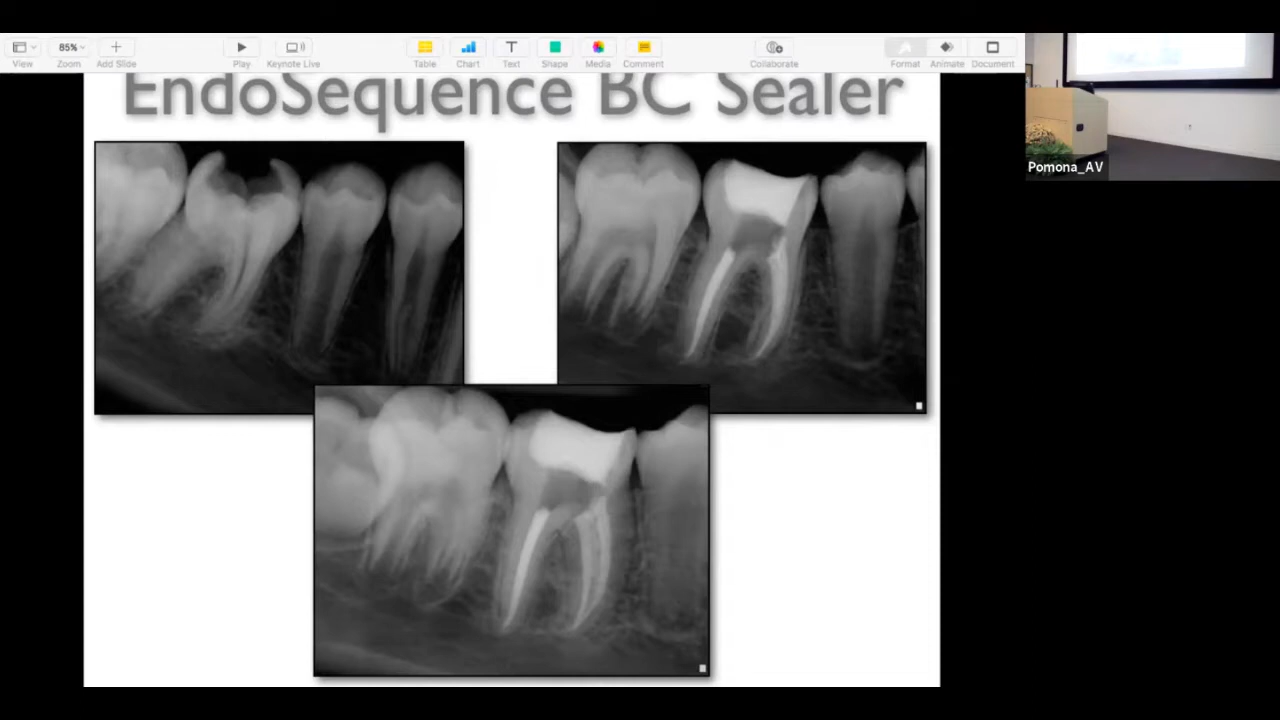 85%
View
Zoom
Add Slide
Play
Keynote Live
Table
Chart
Text
Shape
Media
Comment
Collaborate
Format
Animate
Document
EndoSequence BC Sealer
Pomona_AV